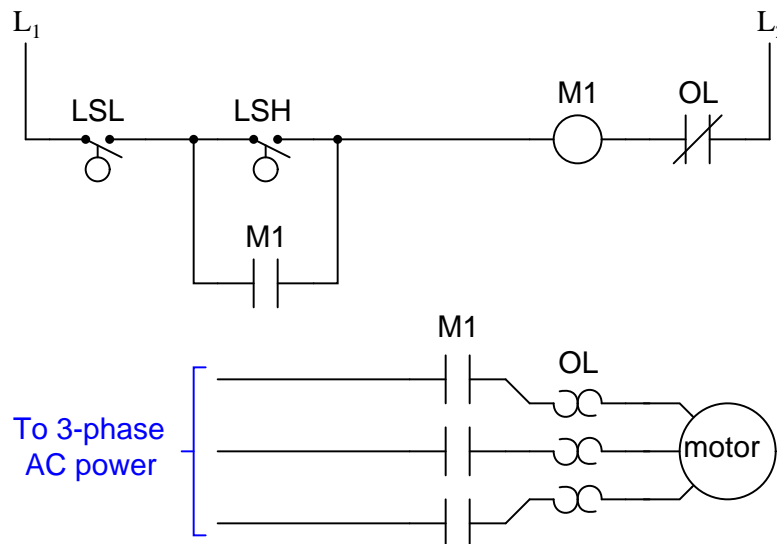 L1
L2
LSL
LSH
M1
OL
M1
M1
OL
To 3-phase
AC power
motor